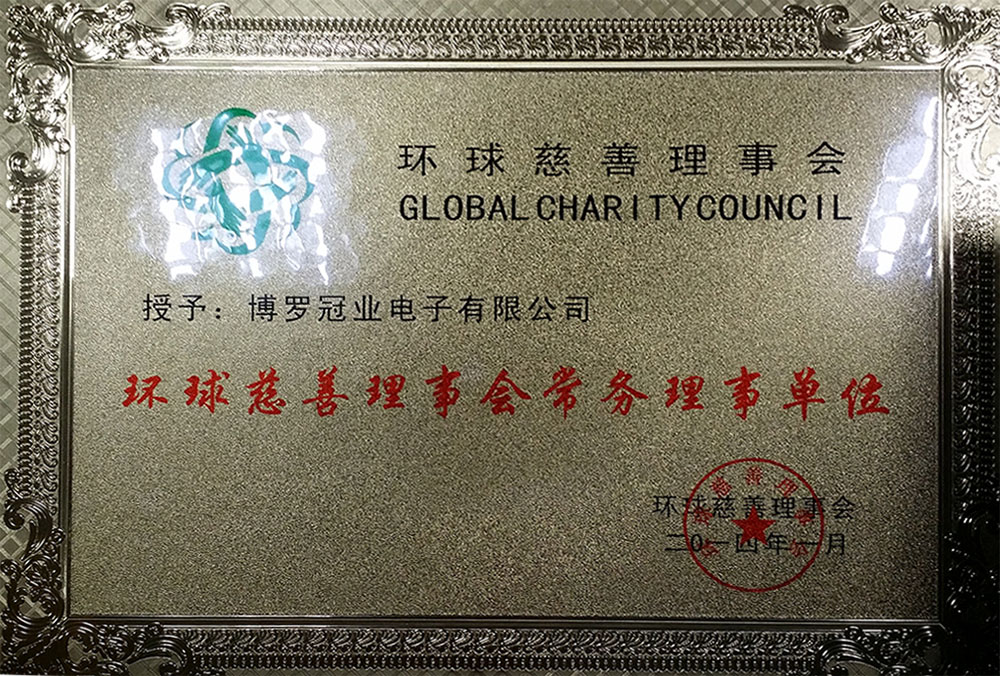 环球慈善理事会
GLOBAL CHARITY COUNCIL
授予：博罗冠业电子有限公司
环球慈善理事会常务理事单位
环球慈善理事会
二0一四年一月